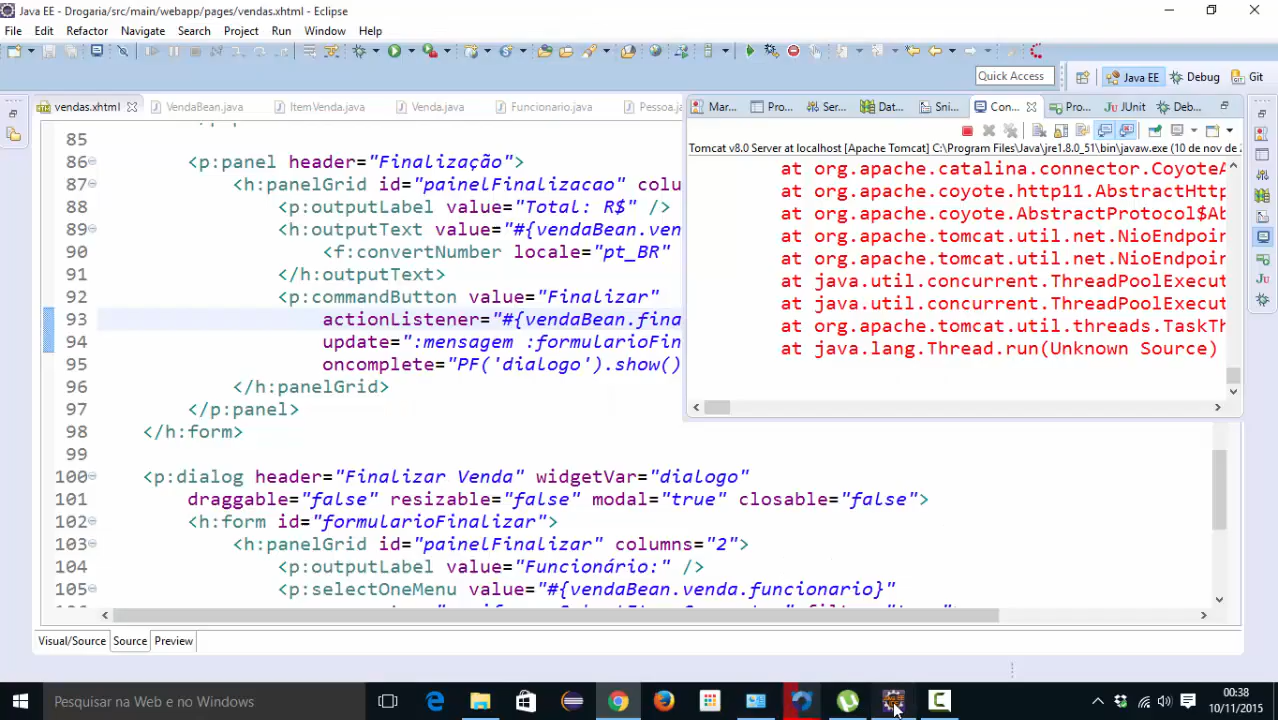 Java EE - Drogaria/src/main/webapp/pages/vendas.xhtml - Eclipse
File Edit Refactor Navigate Search Project Run Window Help
Quick Access Java EE Debug Git
vendas.xhtml VendaBean.java ItemVenda.java Venda.java Funcionario.java Pessoa.j
Mar... Pro... Ser... Dat... Sni... Con... Pro... JUnit Deb...
Tomcat v8.0 Server at localhost [Apache Tomcat] C:\Program Files\Java\jre1.8.0_51\bin\javaw.exe (10 de nov de 2
at org.apache.catalina.connector.CoyoteA
at org.apache.coyote.http11.AbstractHttp
at org.apache.coyote.AbstractProtocol$Ab
at org.apache.tomcat.util.net.NioEndpoin
at org.apache.tomcat.util.net.NioEndpoin
at java.util.concurrent.ThreadPoolExecut
at java.util.concurrent.ThreadPoolExecut
at org.apache.tomcat.util.threads.TaskTh
at java.lang.Thread.run(Unknown Source)
85
86 <p:panel header="Finalização">
87 <h:panelGrid id="painelFinalizacao" colu
88 <p:outputLabel value="Total: R$" />
89 <h:outputText value="#{vendaBean.ven
90 <f:convertNumber locale="pt_BR"
91 </h:outputText>
92 <p:commandButton value="Finalizar"
93 actionListener="#{vendaBean.fina
94 update=":mensagem :formularioFin
95 oncomplete="PF('dialogo').show()
96 </h:panelGrid>
97 </p:panel>
98 </h:form>
99
100 <p:dialog header="Finalizar Venda" widgetVar="dialogo"
101 draggable="false" resizable="false" modal="true" closable="false">
102 <h:form id="formularioFinalizar">
103 <h:panelGrid id="painelFinalizar" columns="2">
104 <p:outputLabel value="Funcionário:" />
105 <p:selectOneMenu value="#{vendaBean.venda.funcionario}"
Visual/Source Source Preview
Pesquisar na Web e no Windows
00:38
10/11/2015